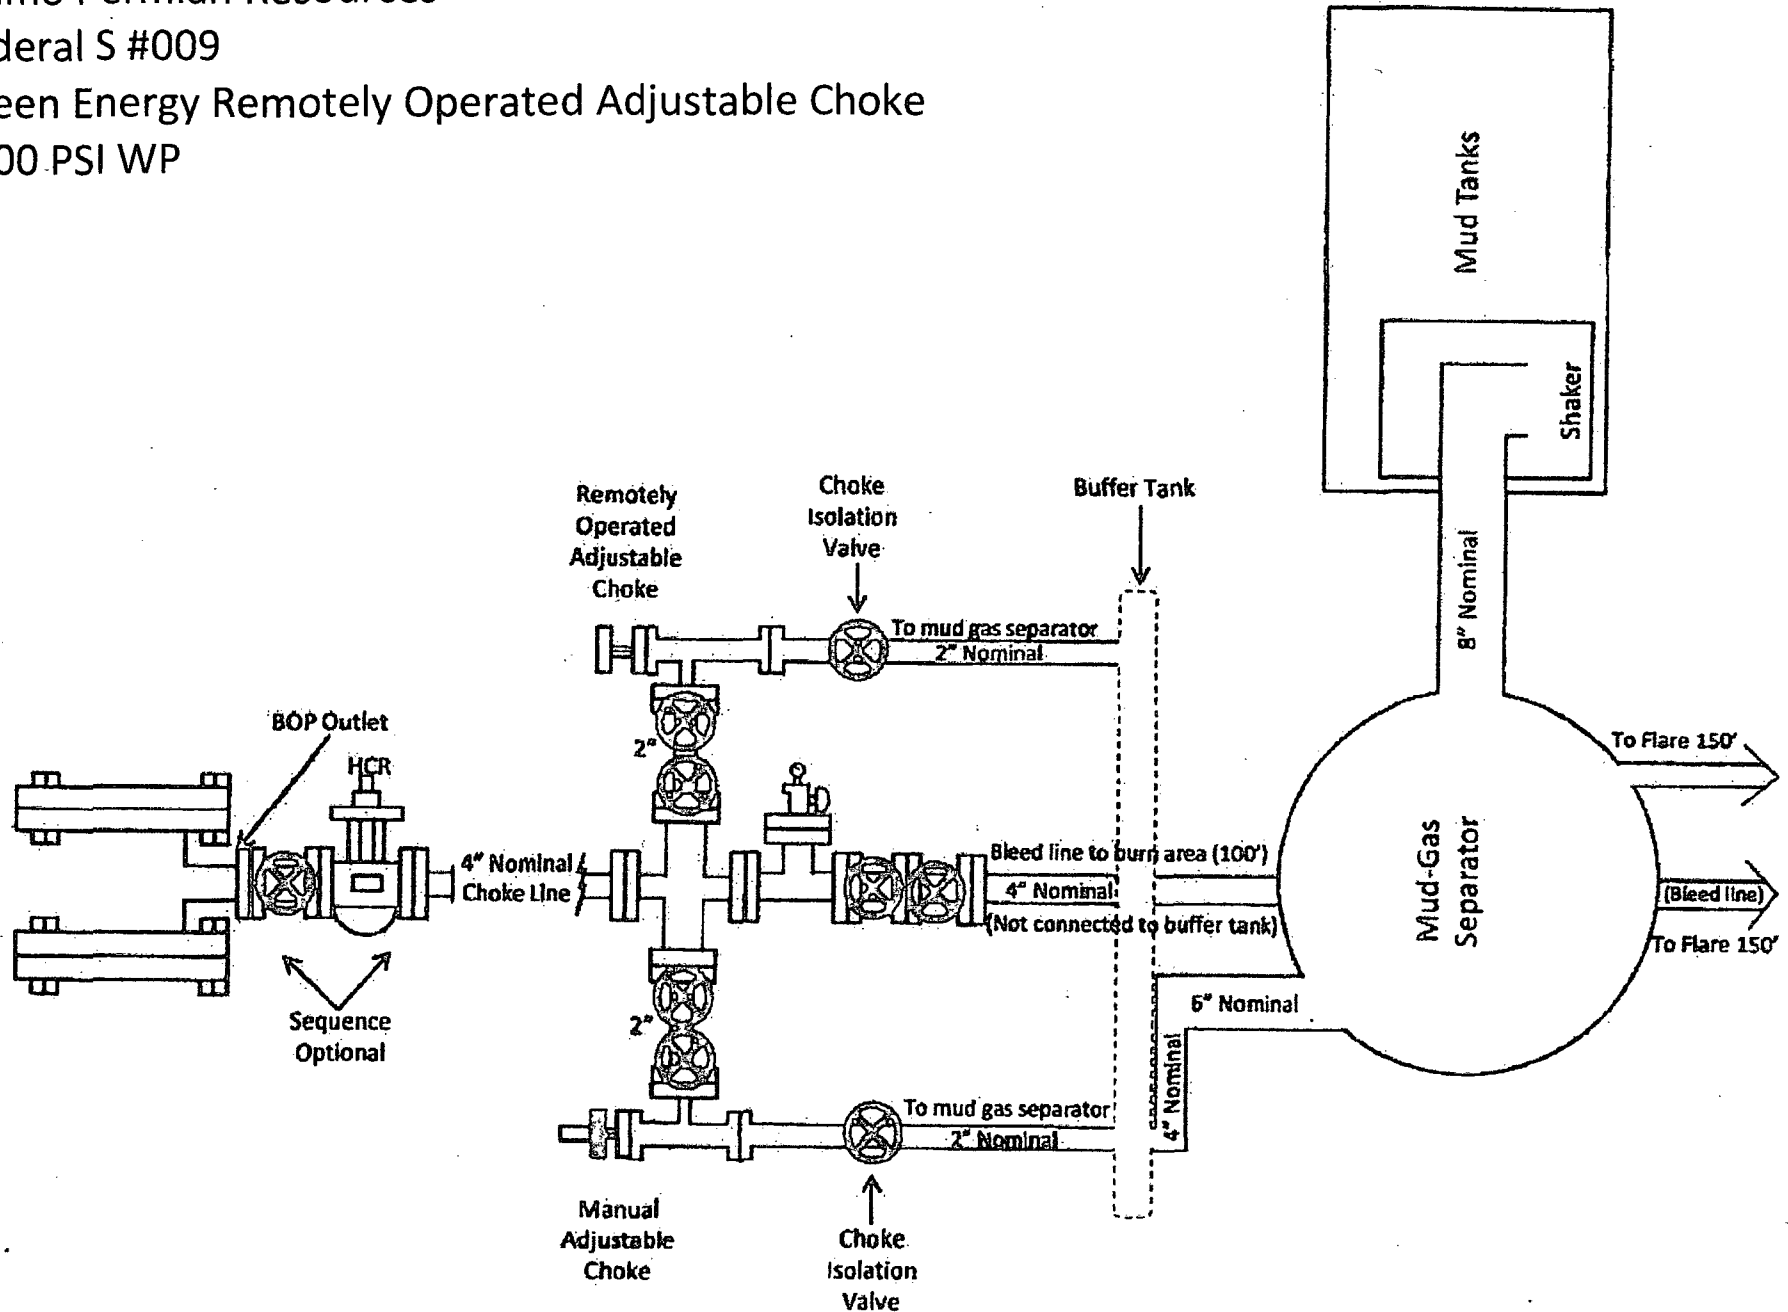 deral S #009
een Energy Remotely Operated Adjustable Choke
00 PSI WP
Mud Tanks
Shaker
8" Nominal
Remotely
Operated
Adjustable
Choke
Choke
Isolation
Valve
Buffer Tank
To mud gas separator
2" Nominal
BOP Outlet
HCR
2"
To Flare 150'
4" Nominal
Choke Line
Bleed line to burn area (100')
4" Nominal
(Not connected to buffer tank)
Mud-Gas
Separator
(Bleed line)
To Flare 150'
Sequence
Optional
2"
6" Nominal
4" Nominal
To mud gas separator
2" Nominal
Manual
Adjustable
Choke
Choke
Isolation
Valve